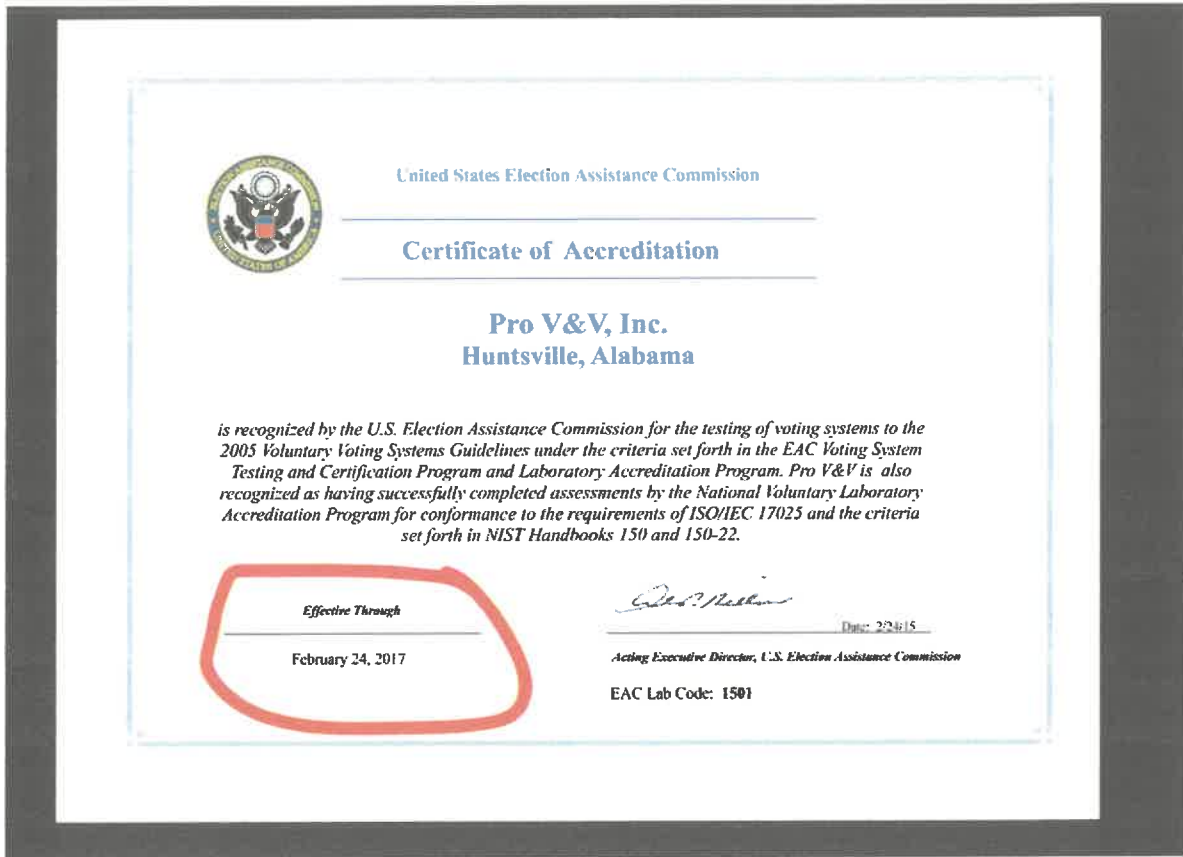 United States Election Assistance Commission
Certificate of Accreditation
Pro V&V, Inc.
Huntsville, Alabama
is recognized by the U.S. Election Assistance Commission for the testing of voting systems to the
2005 Voluntary Voting Systems Guidelines under the criteria set forth in the EAC Voting System
Testing and Certification Program and Laboratory Accreditation Program. Pro V&V is also
recognized as having successfully completed assessments by the National Voluntary Laboratory
Accreditation Program for conformance to the requirements of ISO/IEC 17025 and the criteria
set forth in NIST Handbooks 150 and 150-22.
Effective Through
February 24, 2017
Date: 2/24/15
Acting Executive Director, U.S. Election Assistance Commission
EAC Lab Code: 1501
UNITED STATES OF AMERICA